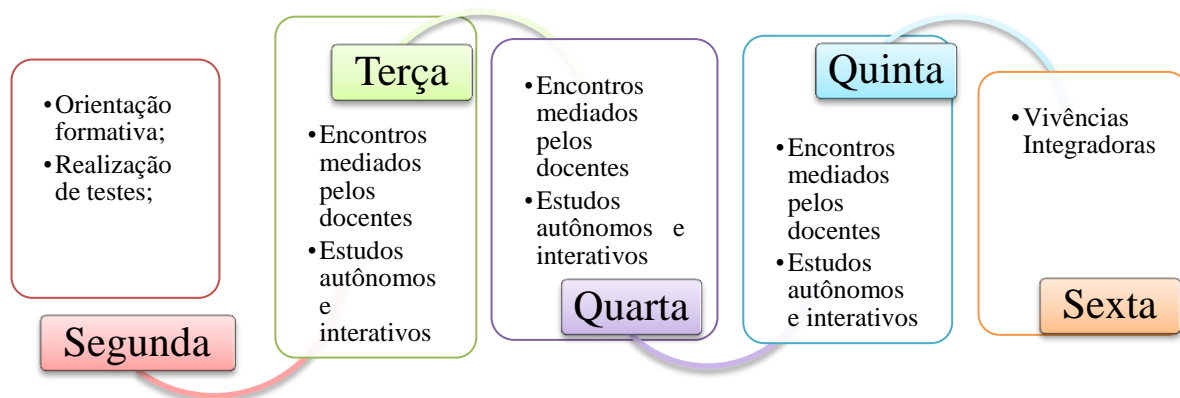 •Orientação
formativa;
•Realização
de testes;
Segunda
Terça
•Encontros
mediados
pelos
docentes
•Estudos
autônomos
e
interativos
•Encontros
mediados
pelos
docentes
•Estudos
autônomos e
interativos
Quarta
Quinta
•Encontros
mediados
pelos
docentes
•Estudos
autônomos
e interativos
•Vivências
Integradoras
Sexta